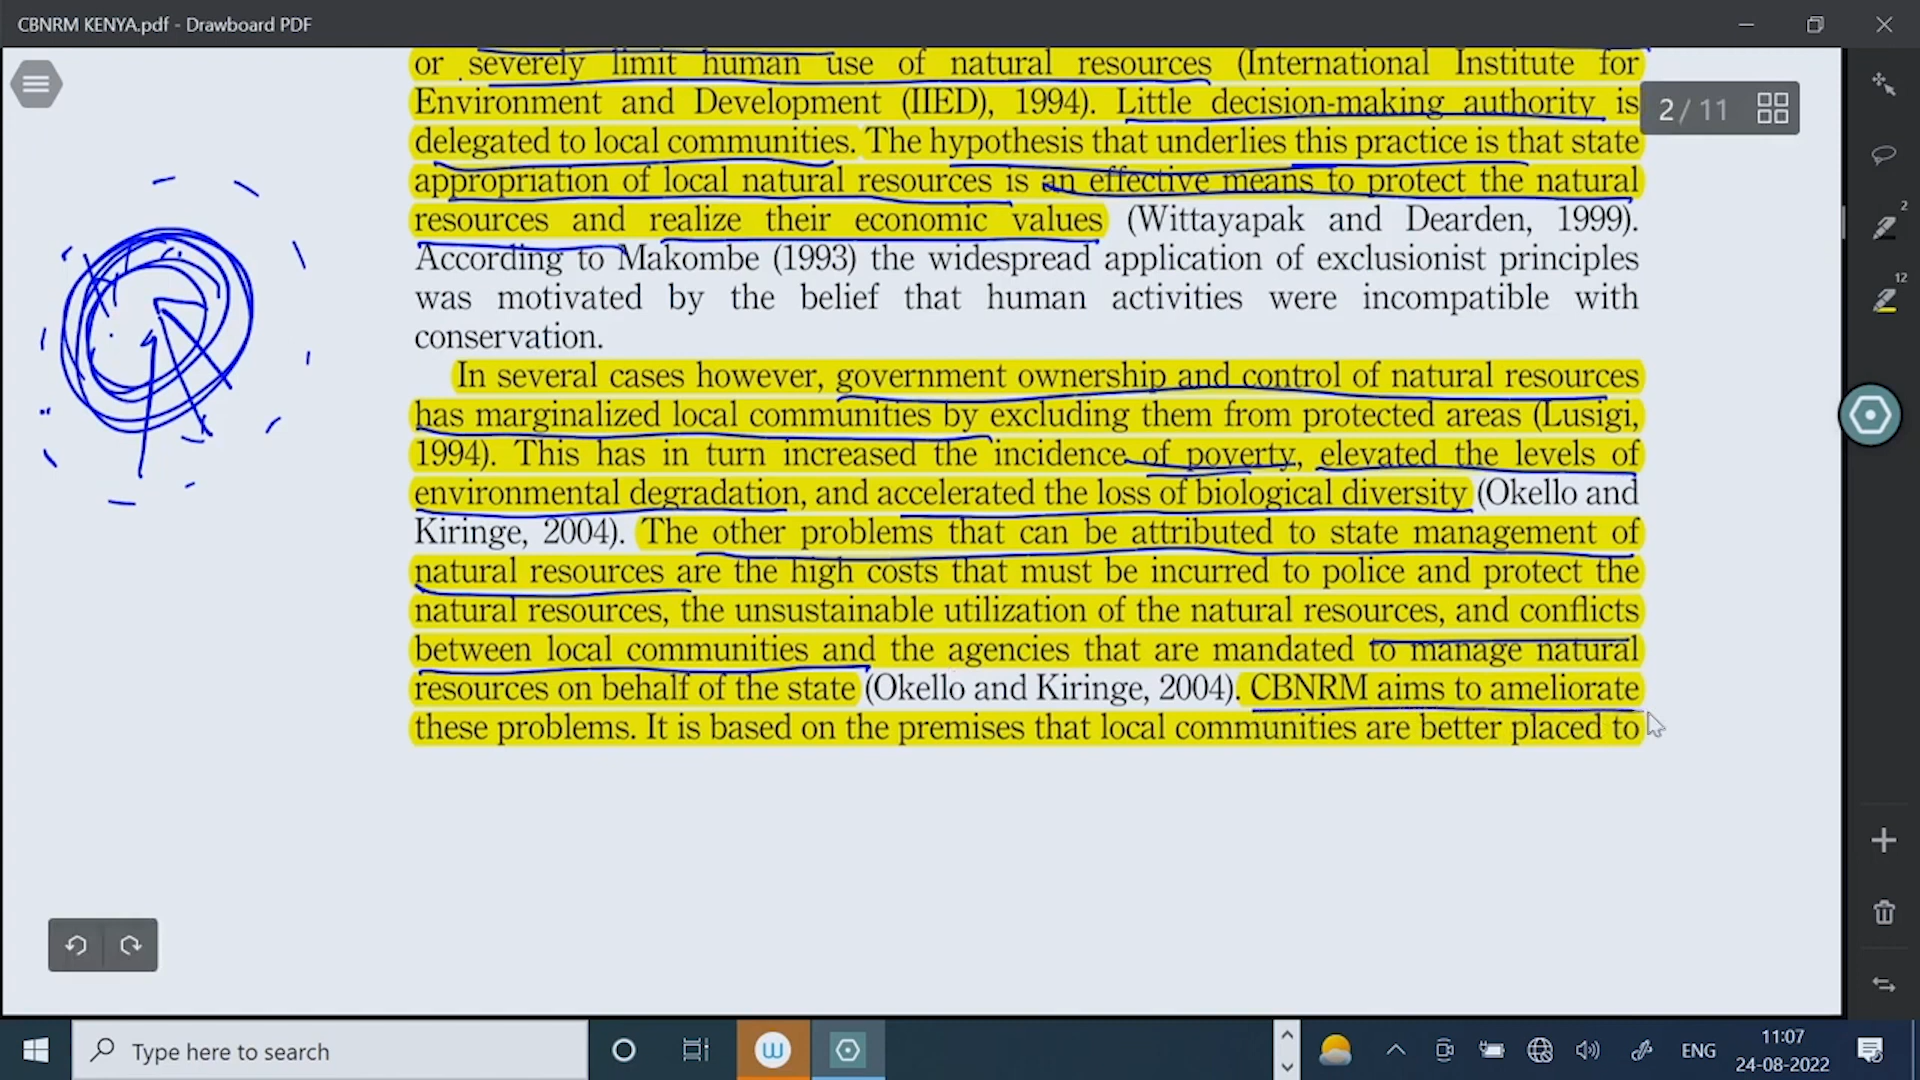 CBNRM KENYA.pdf - Drawboard PDF
or severely limit human use of natural resources (International Institute for
2 / 11
Environment and Development (IIED), 1994). Little decision-making authority is
delegated to local communities. The hypothesis that underlies this practice is that state
appropriation of local natural resources is an effective means to protect the natural
2
resources and realize their economic values (Wittayapak and Dearden, 1999).
According to Makombe (1993) the widespread application of exclusionist principles
12
was motivated by the belief that human activities were incompatible with
conservation.
In several cases however, government ownership and control of natural resources
has marginalized local communities by excluding them from protected areas (Lusigi,
1994). This has in turn increased the incidence of poverty, elevated the levels of
environmental degradation, and accelerated the loss of biological diversity (Okello and
Kiringe, 2004). The other problems that can be attributed to state management of
natural resources are the high costs that must be incurred to police and protect the
natural resources, the unsustainable utilization of the natural resources, and conflicts
between local communities and the agencies that are mandated to manage natural
resources on behalf of the state (Okello and Kiringe, 2004). CBNRM aims to ameliorate
these problems. It is based on the premises that local communities are better placed to
Type here to search
ENG
11:07
24-08-2022